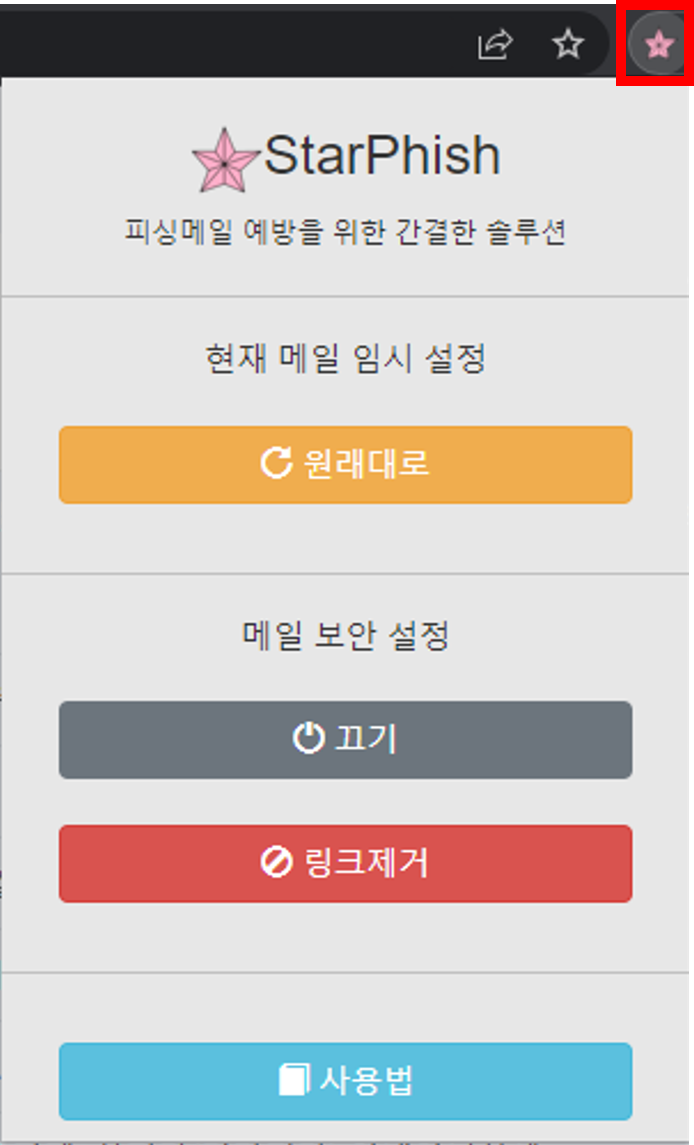 StarPhish
피싱메일 예방을 위한 간결한 솔루션
현재 메일 임시 설정
원래대로
메일 보안 설정
끄기
링크제거
사용법